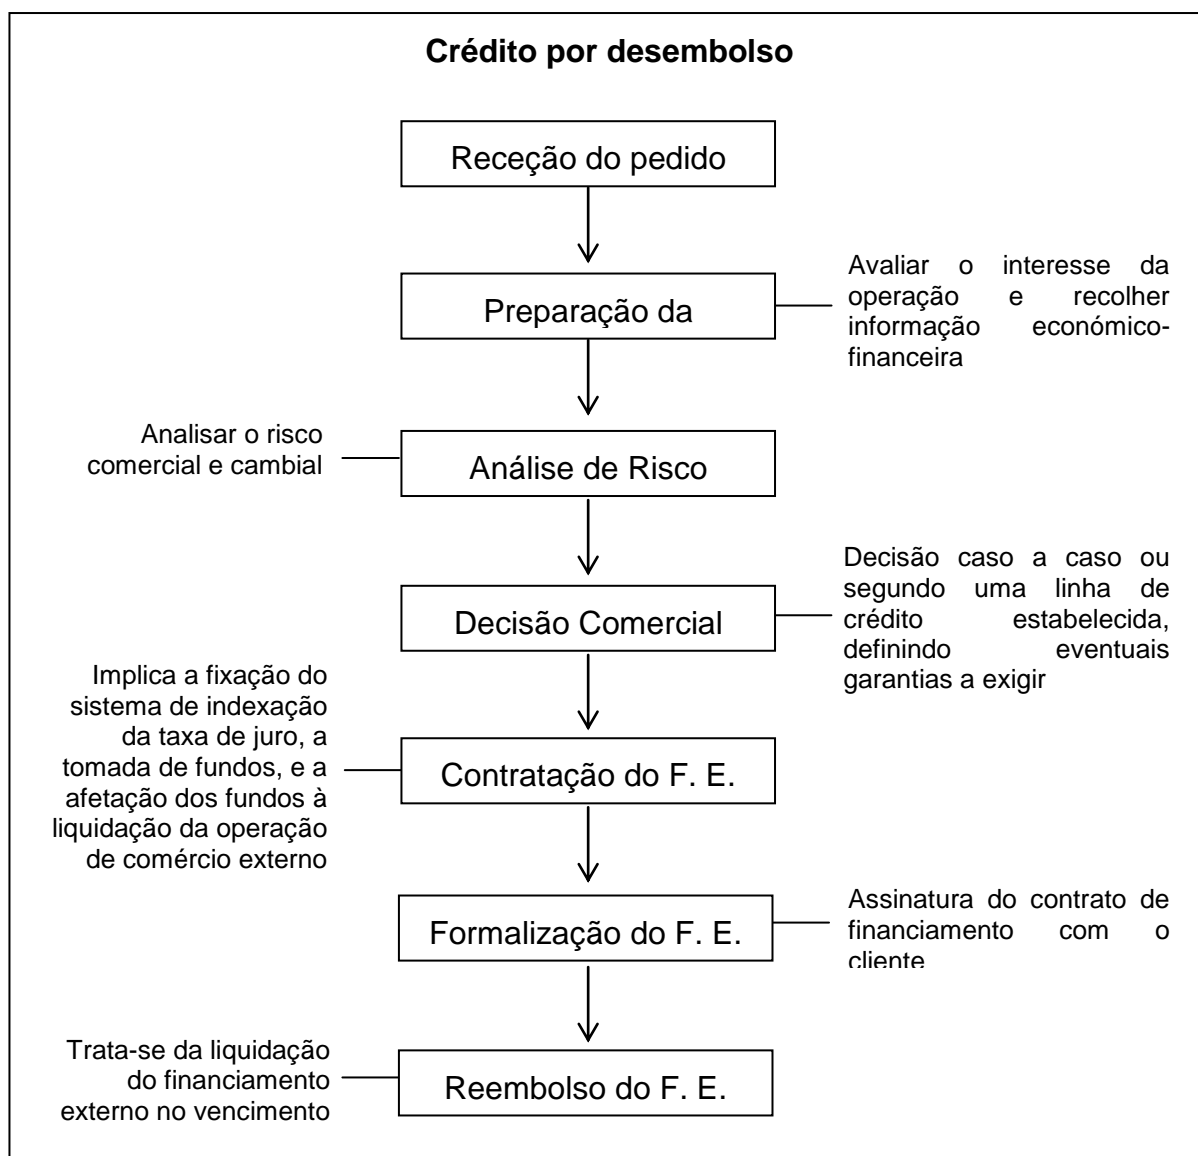 Crédito por desembolso
Receção do pedido
Preparação da
Avaliar o interesse da
operação e recolher
informação económico-
financeira
Analisar o risco
comercial e cambial
Análise de Risco
Decisão Comercial
Decisão caso a caso ou
segundo uma linha de
crédito estabelecida,
definindo eventuais
garantias a exigir
Implica a fixação do
sistema de indexação
da taxa de juro, a
tomada de fundos, e a
afetação dos fundos à
liquidação da operação
de comércio externo
Contratação do F. E.
Formalização do F. E.
Assinatura do contrato de
financiamento com o
cliente
Trata-se da liquidação
do financiamento
externo no vencimento
Reembolso do F. E.